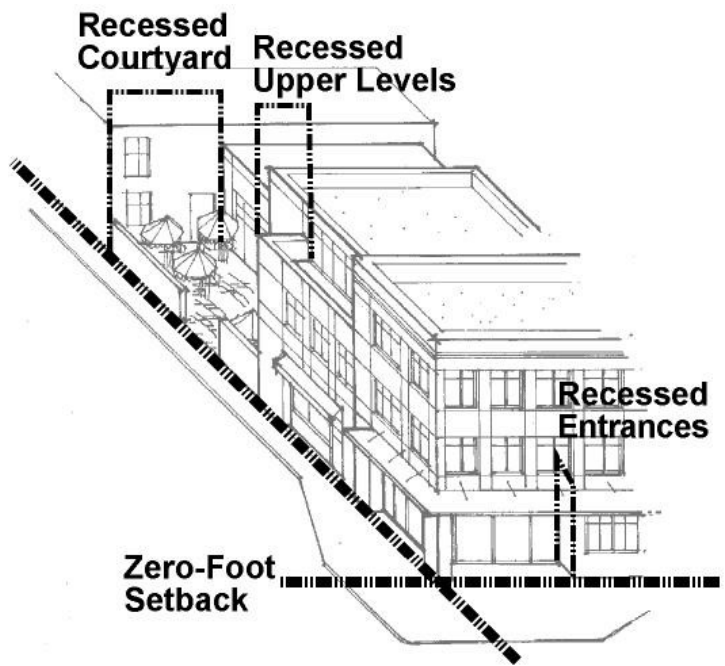 Recessed
Courtyard
Recessed
Upper Levels
Recessed
Entrances
Zero-Foot
Setback